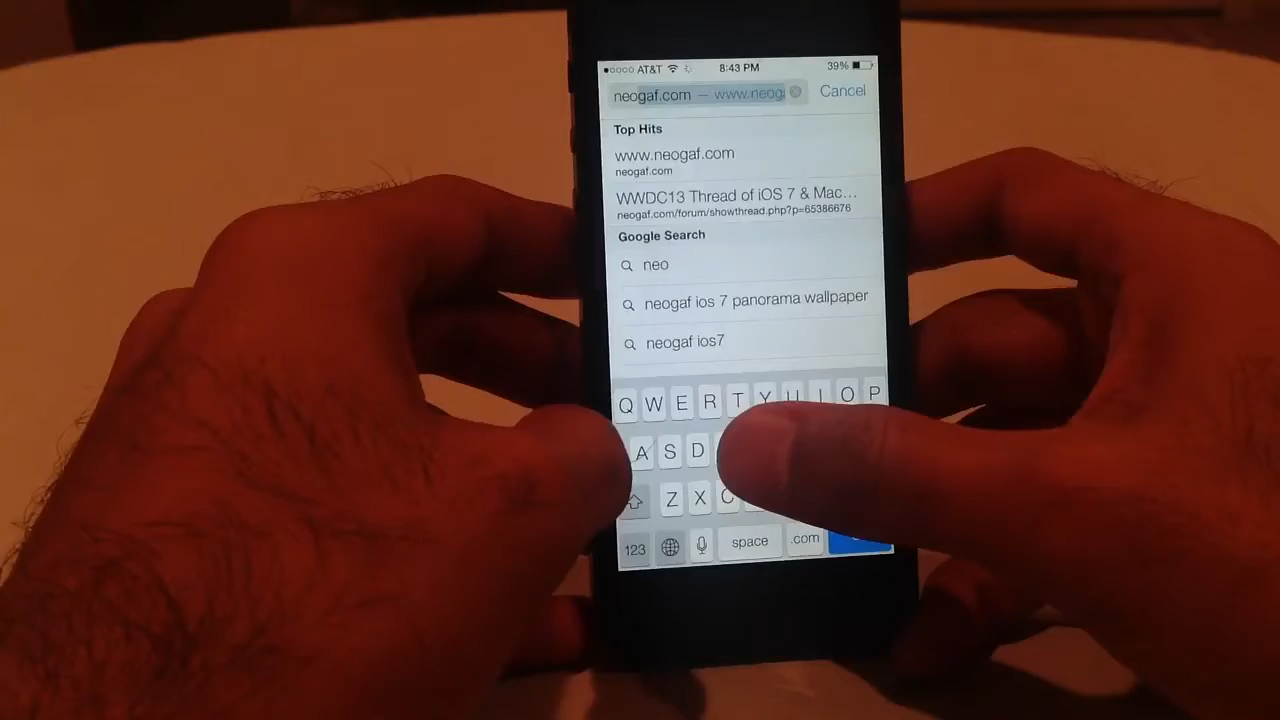 ●○○○○ AT&T 8:43 PM 39%
neogaf.com — www.neoga Cancel
Top Hits
www.neogaf.com
neogaf.com
WWDC13 Thread of iOS 7 & Mac...
neogaf.com/forum/showthread.php?p=65386676
Google Search
neo
neogaf ios 7 panorama wallpaper
neogaf ios7
Q W E R T Y U I O P
A S D
Z X C
123 space .com